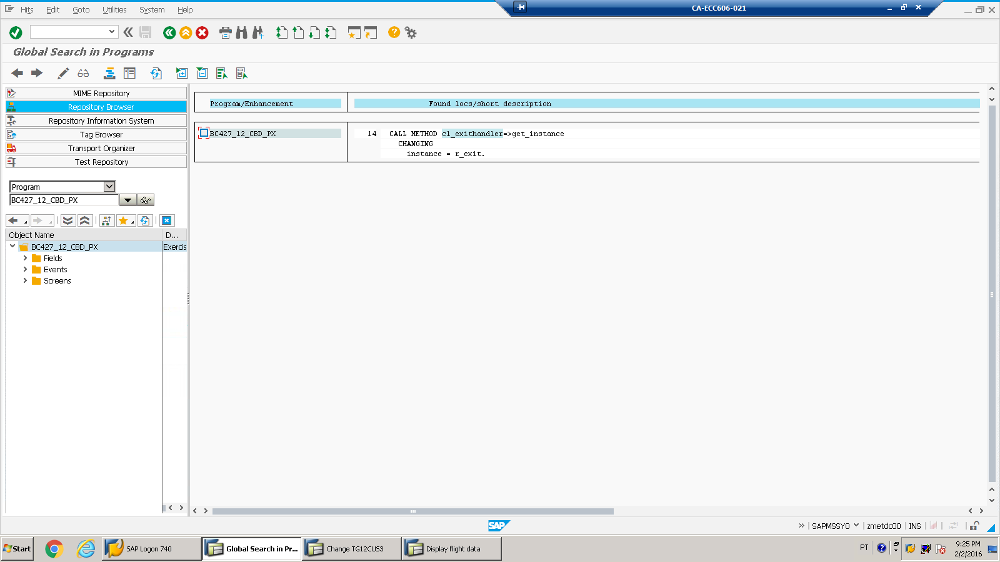 Hits Edit Goto Utilities System Help
CA-ECC606-021
Global Search in Programs
MIME Repository
Repository Browser
Repository Information System
Tag Browser
Transport Organizer
Test Repository
Program
BC427_12_CBD_PX
Object Name D...
BC427_12_CBD_PX Exercis
Fields
Events
Screens
Program/Enhancement Found locs/short description
BC427_12_CBD_PX 14 CALL METHOD cl_exithandler=>get_instance
CHANGING
instance = r_exit.
SAP
SAPMSSY0 zmetdc00 INS
Start
SAP Logon 740
Global Search in Pr...
Change TG12CUS3
Display flight data
PT
9:25 PM
2/2/2016